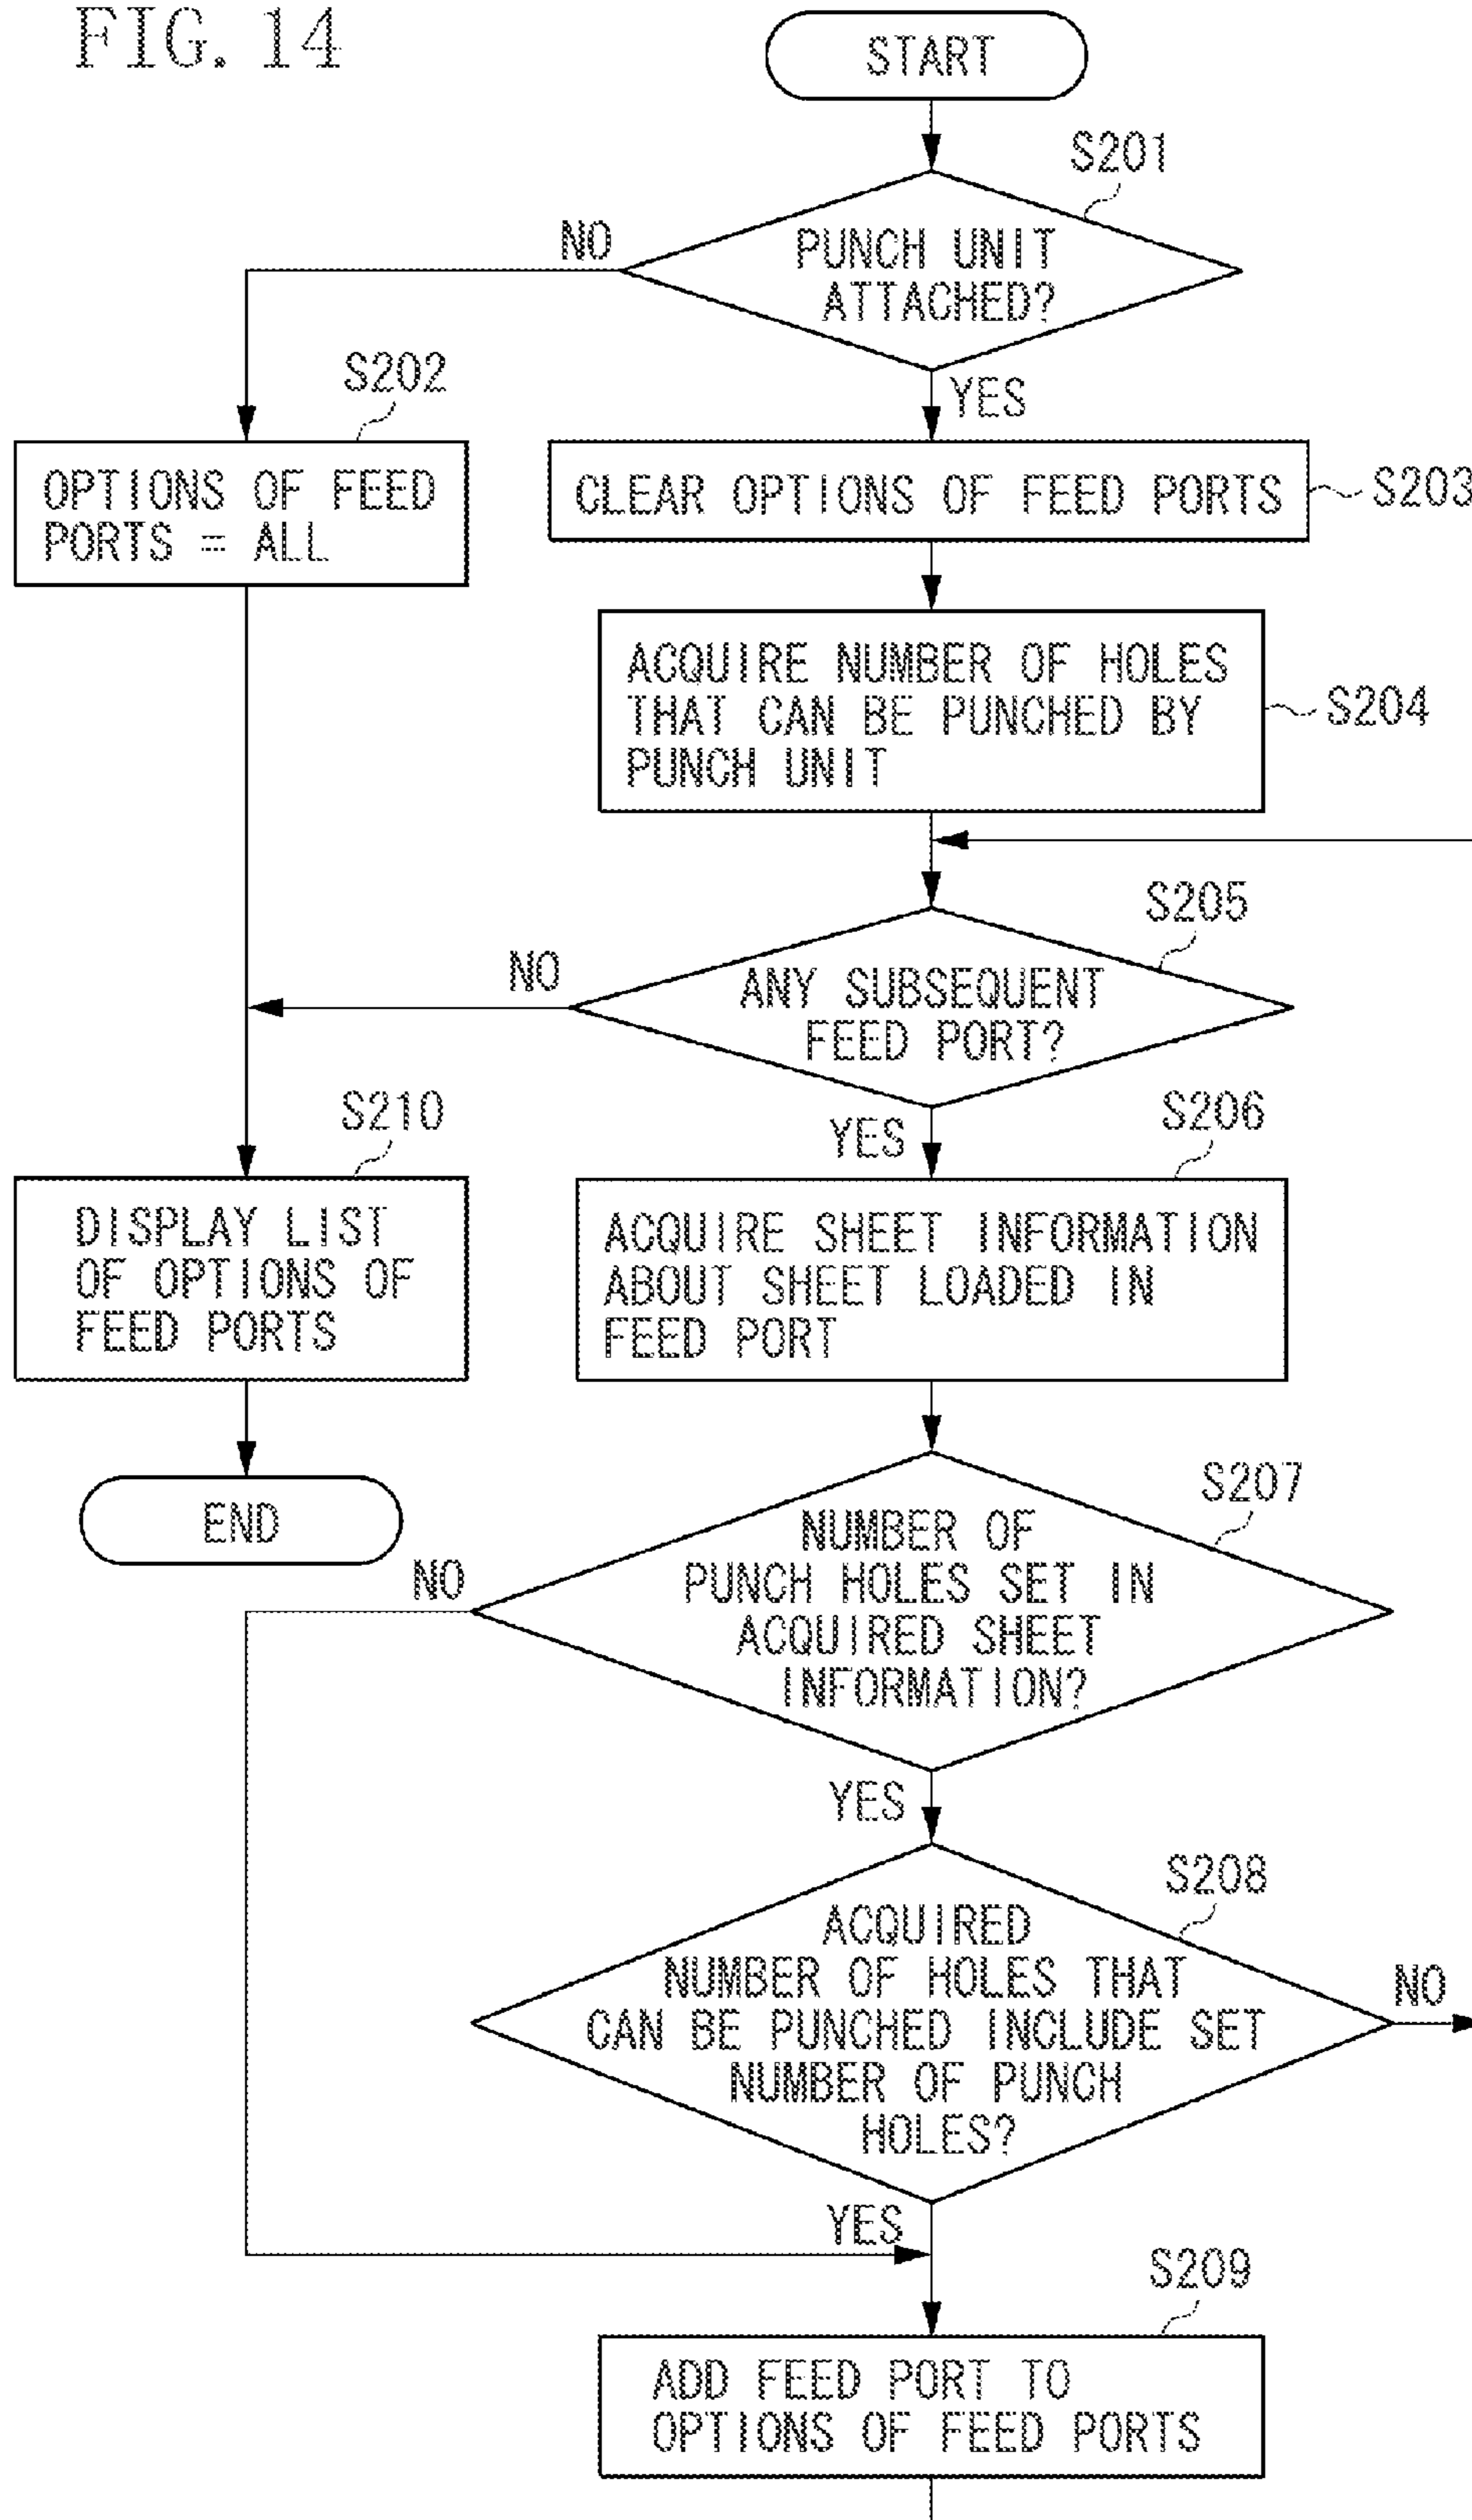 FIG. 14
START
S201
PUNCH UNIT
ATTACHED?
NO
YES
S202
OPTIONS OF FEED
PORTS = ALL
CLEAR OPTIONS OF FEED PORTS
S203
ACQUIRE NUMBER OF HOLES
THAT CAN BE PUNCHED BY
PUNCH UNIT
S204
S205
ANY SUBSEQUENT
FEED PORT?
NO
YES
S210
DISPLAY LIST
OF OPTIONS OF
FEED PORTS
END
S206
ACQUIRE SHEET INFORMATION
ABOUT SHEET LOADED IN
FEED PORT
S207
NUMBER OF
PUNCH HOLES SET IN
ACQUIRED SHEET
INFORMATION?
NO
YES
S208
ACQUIRED
NUMBER OF HOLES THAT
CAN BE PUNCHED INCLUDE SET
NUMBER OF PUNCH
HOLES?
NO
YES
S209
ADD FEED PORT TO
OPTIONS OF FEED PORTS